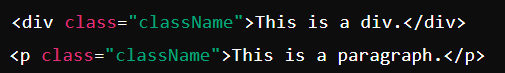 <div class="className">This is a div.</div>
<p class="className">This is a paragraph.</p>